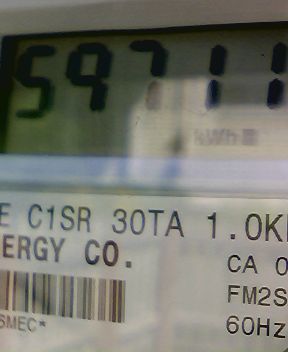 59711
kWh
E C1SR 30TA 1.0K
ERGY CO.
CA 0
FM2S
SMEC*
60Hz